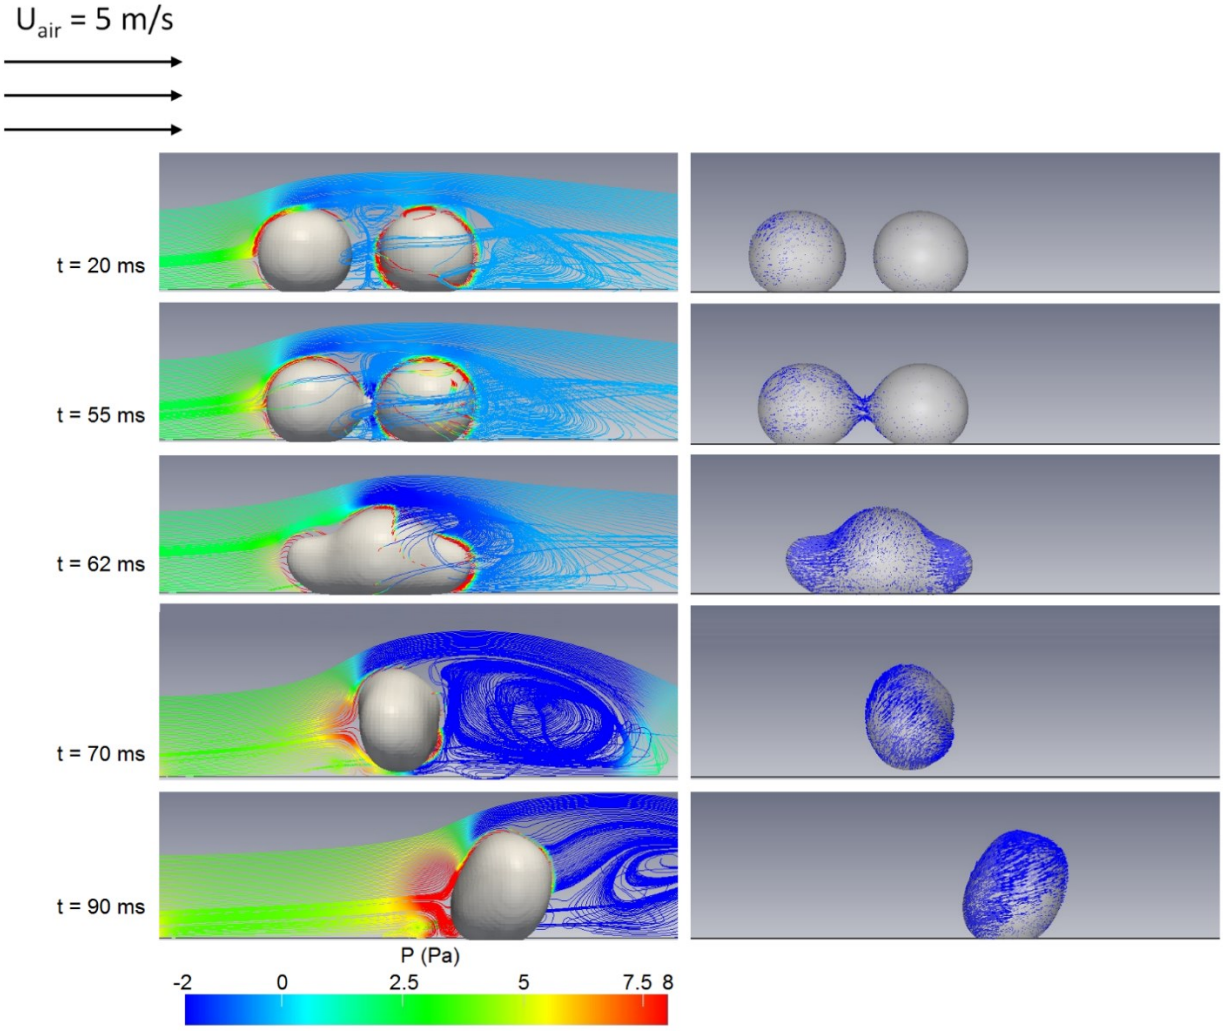 U_air = 5 m/s
t = 20 ms
t = 55 ms
t = 62 ms
t = 70 ms
t = 90 ms
P (Pa)
-2 0 2.5 5 7.5 8